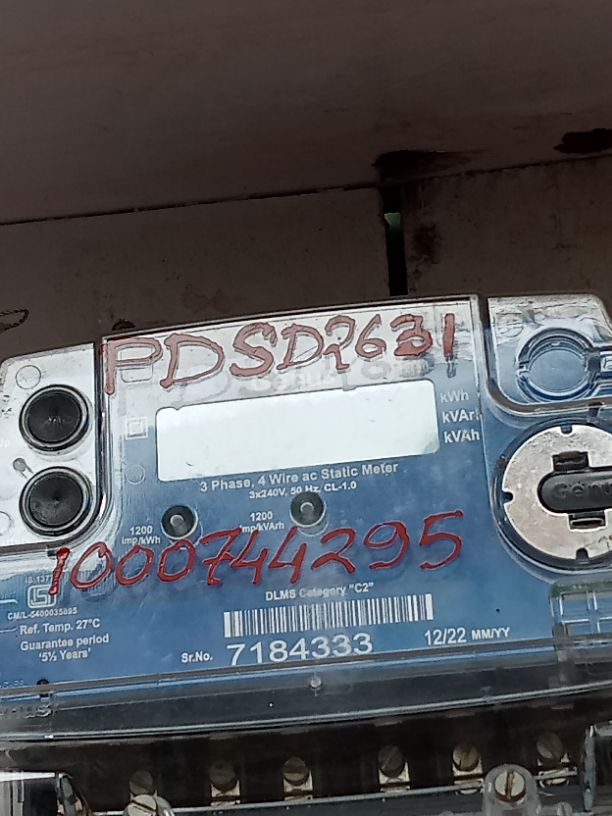 PDSD2631
kWh
kVArh
kVAh
3 Phase, 4 Wire ac Static Meter
3x240V, 50 Hz, CL-1.0
1200
imp/kWh
1200
imp/kVArh
1000744295
DLMS Category "C2"
CM/L-5400035895
Ref. Temp. 27°C
Guarantee period
'5½ Years'
Sr.No. 7184333 12/22 MM/YY